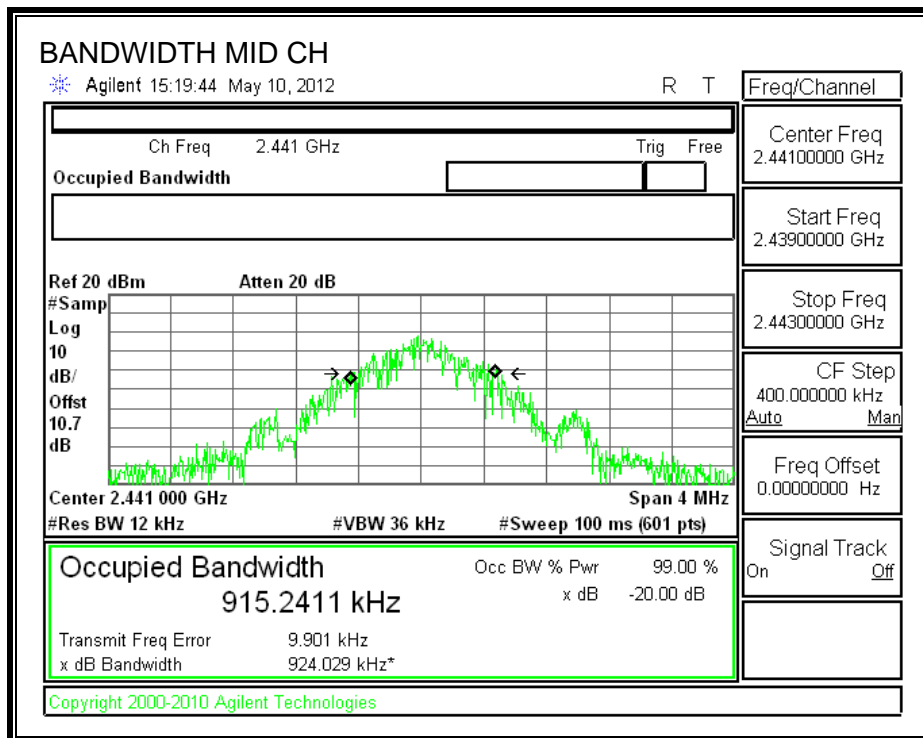 BANDWIDTH MID CH
Agilent 15:19:44 May 10, 2012 R T
Freq/Channel
Ch Freq 2.441 GHz Trig Free
Occupied Bandwidth
Center Freq
2.44100000 GHz
Start Freq
2.43900000 GHz
Stop Freq
2.44300000 GHz
CF Step
400.000000 kHz
Auto Man
Freq Offset
0.00000000 Hz
Signal Track
On Off
Ref 20 dBm Atten 20 dB
#Samp
Log
10
dB/
Offst
10.7
dB
Center 2.441 000 GHz Span 4 MHz
#Res BW 12 kHz #VBW 36 kHz #Sweep 100 ms (601 pts)
Occupied Bandwidth
915.2411 kHz
Occ BW % Pwr 99.00 %
x dB -20.00 dB
Transmit Freq Error 9.901 kHz
x dB Bandwidth 924.029 kHz*
Copyright 2000-2010 Agilent Technologies